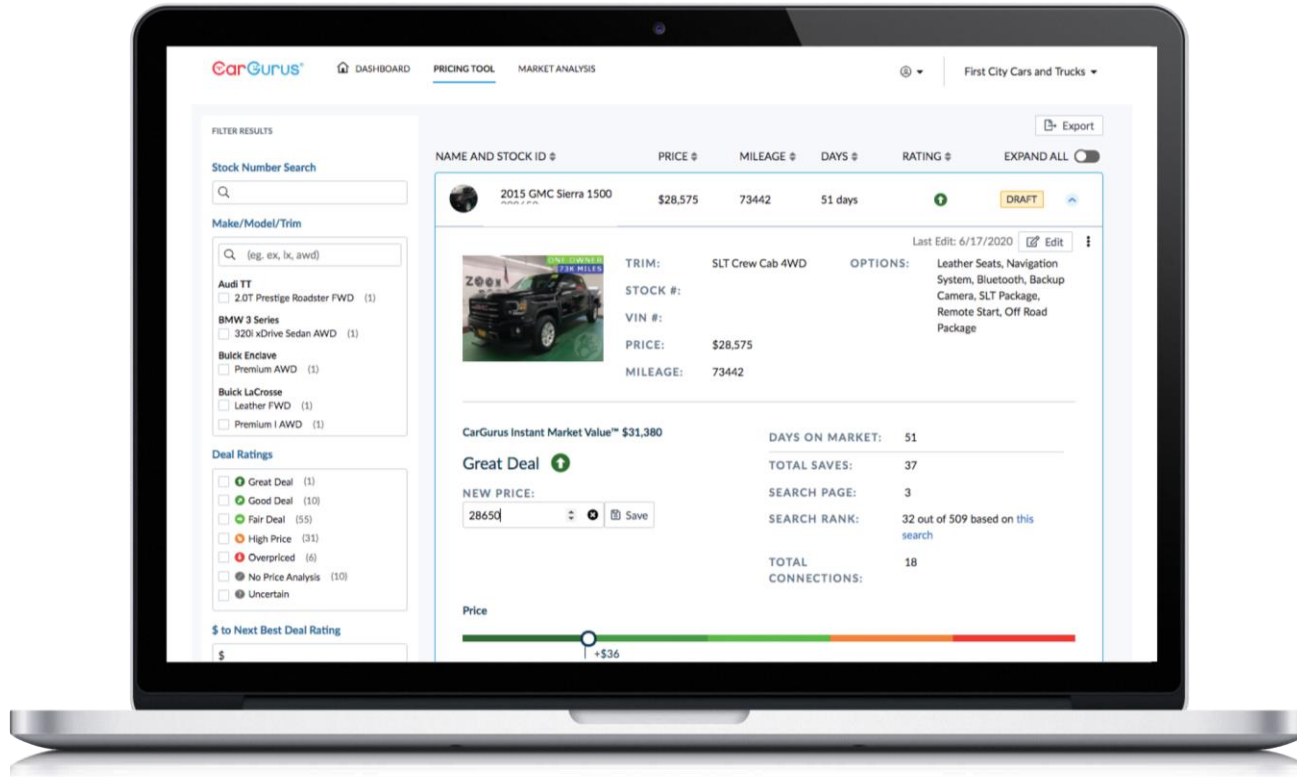 CarGurus
DASHBOARD
PRICING TOOL
MARKET ANALYSIS
First City Cars and Trucks
FILTER RESULTS
Stock Number Search
Make/Model/Trim
(eg. ex, lx, awd)
Audi TT
2.0T Prestige Roadster FWD (1)
BMW 3 Series
320i xDrive Sedan AWD (1)
Buick Enclave
Premium AWD (1)
Buick LaCrosse
Leather FWD (1)
Premium I AWD (1)
Deal Ratings
Great Deal (1)
Good Deal (10)
Fair Deal (55)
High Price (31)
Overpriced (6)
No Price Analysis (10)
Uncertain
$ to Next Best Deal Rating
$
Export
NAME AND STOCK ID PRICE MILEAGE DAYS RATING EXPAND ALL
2015 GMC Sierra 1500 $28,575 73442 51 days DRAFT
Last Edit: 6/17/2020 Edit
ONE OWNER
73K MILES
TRIM: SLT Crew Cab 4WD
STOCK #:
VIN #:
PRICE: $28,575
MILEAGE: 73442
OPTIONS: Leather Seats, Navigation
System, Bluetooth, Backup
Camera, SLT Package,
Remote Start, Off Road
Package
CarGurus Instant Market Value™ $31,380
Great Deal
NEW PRICE:
28650 Save
DAYS ON MARKET: 51
TOTAL SAVES: 37
SEARCH PAGE: 3
SEARCH RANK: 32 out of 509 based on this
search
TOTAL
CONNECTIONS: 18
Price
+$36